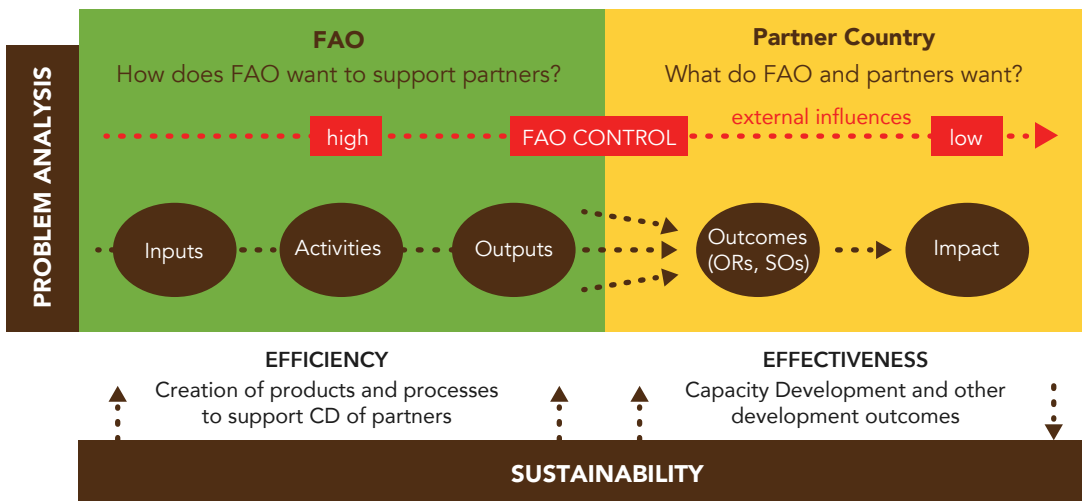 PROBLEM ANALYSIS
FAO
How does FAO want to support partners?
Partner Country
What do FAO and partners want?
high
FAO CONTROL
external influences
low
Inputs
Activities
Outputs
Outcomes
(ORs, SOs)
Impact
EFFICIENCY
Creation of products and processes
to support CD of partners
EFFECTIVENESS
Capacity Development and other
development outcomes
SUSTAINABILITY